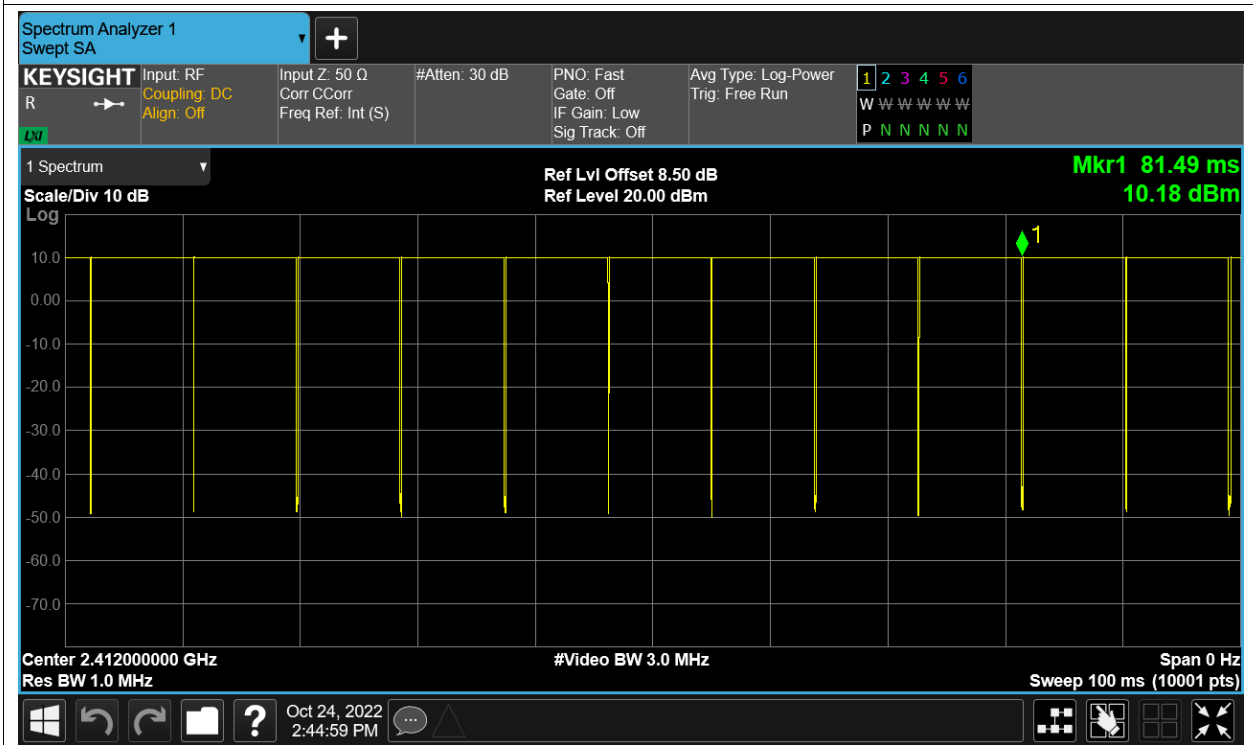 Spectrum Analyzer 1
Swept SA
KEYSIGHT
R
LXI
Input: RF
Coupling: DC
Align: Off
Input Z: 50 Ω
Corr CCorr
Freq Ref: Int (S)
#Atten: 30 dB
PNO: Fast
Gate: Off
IF Gain: Low
Sig Track: Off
Avg Type: Log-Power
Trig: Free Run
1 2 3 4 5 6
W W W W W W
P N N N N N
1 Spectrum
Scale/Div 10 dB
Log
Ref Lvl Offset 8.50 dB
Ref Level 20.00 dBm
Mkr1 81.49 ms
10.18 dBm
1
10.0
0.00
-10.0
-20.0
-30.0
-40.0
-50.0
-60.0
-70.0
Center 2.412000000 GHz
Res BW 1.0 MHz
#Video BW 3.0 MHz
Span 0 Hz
Sweep 100 ms (10001 pts)
?
Oct 24, 2022
2:44:59 PM